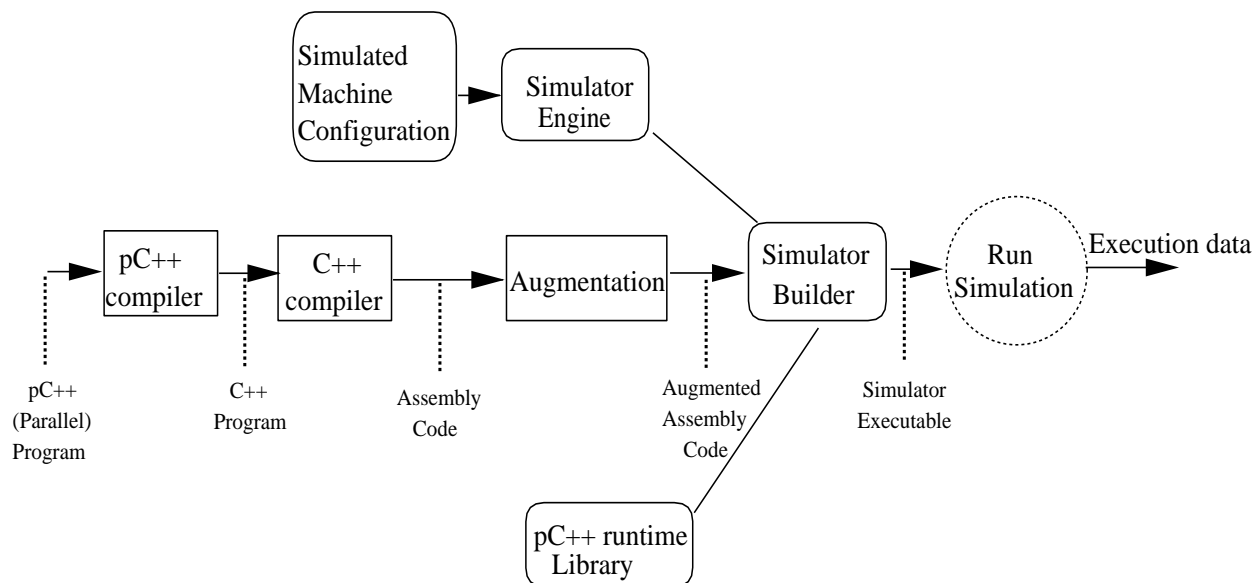 Simulated
Machine
Configuration
Simulator
Engine
pC++
compiler
C++
compiler
Augmentation
Simulator
Builder
Run
Simulation
Execution data
pC++
(Parallel)
Program
C++
Program
Assembly
Code
Augmented
Assembly
Code
Simulator
Executable
pC++ runtime
Library